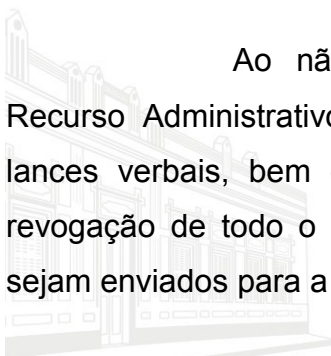 Ao nã
Recurso Administrativo
lances verbais, bem
revogação de todo o
sejam enviados para a